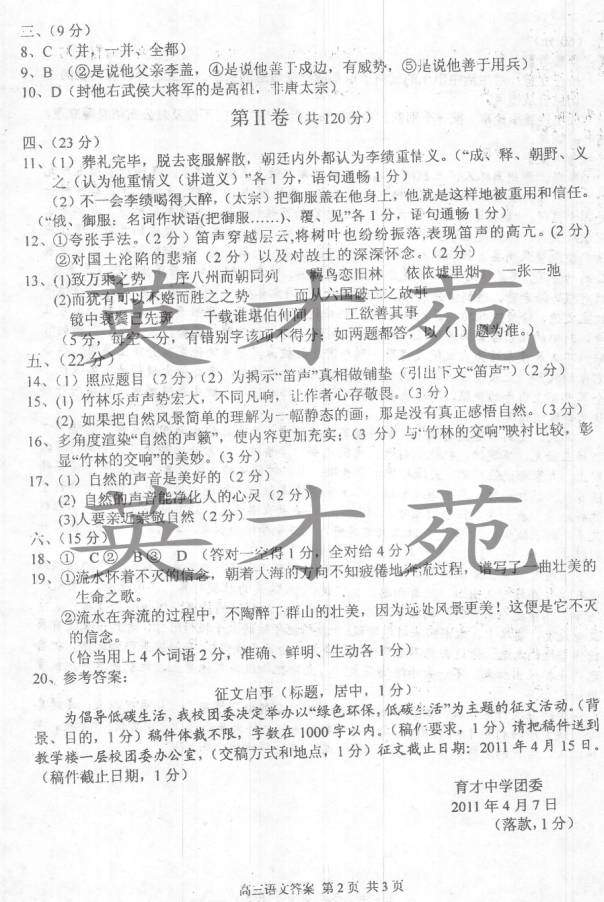 三、（9分）
8、C （并，一并、全都）
9、B （②是说他父亲李盖，④是说他善于戍边，有威势，⑤是说他善于用兵）
10、D（封他右武侯大将军的是高祖，非唐太宗）
第Ⅱ卷（共120分）
四、（23分）
11、（1）葬礼完毕，脱去丧服解散，朝廷内外都认为李绩重情义。（“成、释、朝野、义
之（认为他重情义（讲道义）”各1分，语句通畅1分）
（2）不一会李绩喝得大醉，（太宗）把御服盖在他身上，他就是这样地被重用和信任。
（“俄、御服：名词作状语(把御服……)、覆、见”各1分，语句通畅1分）
12、①夸张手法。（2分）笛声穿越层云,将树叶也纷纷振落,表现笛声的高亢。(2分)
②对国土沦陷的悲痛（2分）以及对故土的深深怀念。（2分）
13、(1)致万乘之势 序八州而朝同列 羁鸟恋旧林 依依墟里烟 一张一弛
(2)而犹有可以不赂而胜之之势 而从六国破亡之故事
镜中衰鬓已先斑 千载谁堪伯仲间 工欲善其事
（5分，每空一分，有错别字该项不得分；如两题都答，以（1）题为准。）
五、（22分）
14、（1）照应题目（2分）（2）为揭示“笛声”真相做铺垫（引出下文“笛声”）（2分）
15、（1）竹林乐声声势宏大，不同凡响，让作者心存敬畏。（3分）
（2）如果把自然风景简单的理解为一幅静态的画，那是没有真正感悟自然。（3分）
16、多角度渲染“自然的声籁”，使内容更加充实；（3 分）与“竹林的交响”映衬比较，彰
显“竹林的交响”的美妙。（3分）
17、（1）自然的声音是美好的（2分）
（2）自然的声音能净化人的心灵（2分）
（3)人要亲近崇敬自然（2分）
六、（15分）
18、① C② B③ D （答对一空得1分，全对给4分）
19、①流水怀着不灭的信念，朝着大海的方向不知疲倦地奔流过程，谱写了一曲壮美的
生命之歌。
②流水在奔流的过程中，不陶醉于群山的壮美，因为远处风景更美！这便是它不灭
的信念。
（恰当用上4个词语2分，准确、鲜明、生动各1分）
20、参考答案：
征文启事（标题，居中，1分）
为倡导低碳生活，我校团委决定举办以“绿色环保，低碳生活”为主题的征文活动。（背
景、目的，1分）稿件体裁不限，字数在1000字以内。（稿件要求，1分）请把稿件送到
教学楼一层校团委办公室，（交稿方式和地点，1分）征文截止日期：2011年4月15日。
（稿件截止日期，1分）
育才中学团委
2011年4月7日
（落款，1分）
英才苑
英才苑
高三语文答案 第2页 共3页